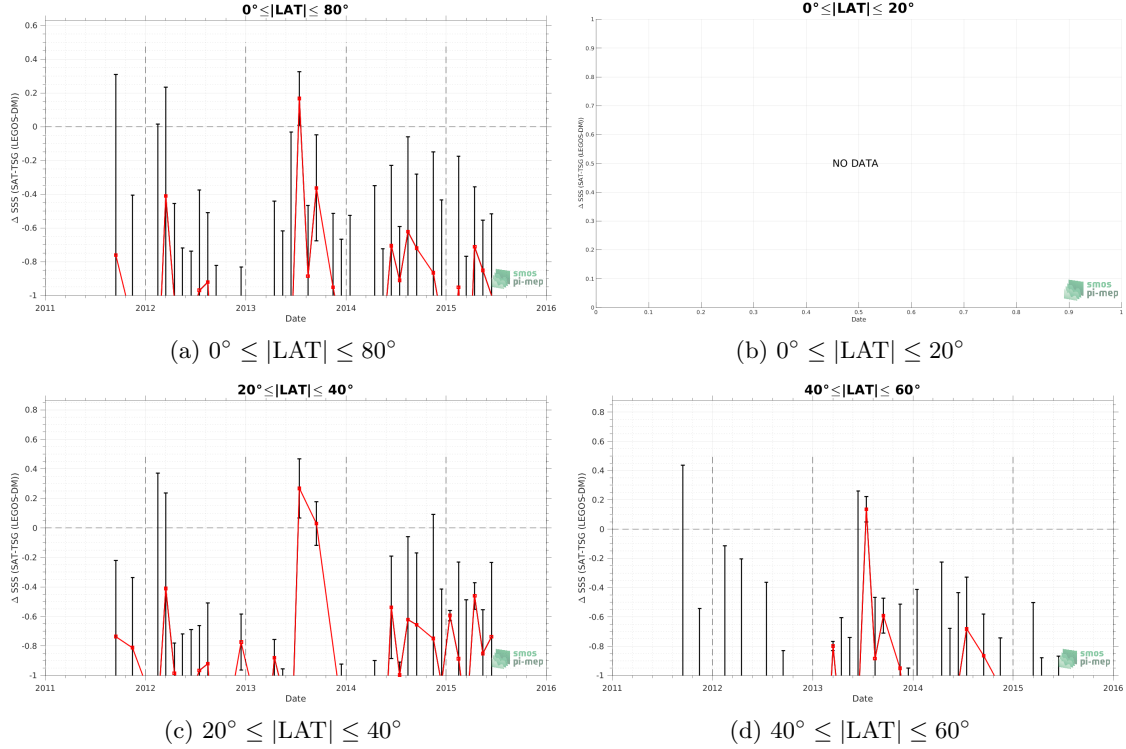 0°≤|LAT|≤ 80°
0.6
0.4
0.2
0
-0.2
-0.4
-0.6
-0.8
-1
Δ SSS (SAT-TSG (LEGOS-DM))
2011 2012 2013 2014 2015 2016
Date
smos
pi-mep
(a) 0° ≤ |LAT| ≤ 80°
0°≤|LAT|≤ 20°
1
0.9
0.8
0.7
0.6
0.5
0.4
0.3
0.2
0.1
0
Δ SSS (SAT-TSG (LEGOS-DM))
NO DATA
0 0.1 0.2 0.3 0.4 0.5 0.6 0.7 0.8 0.9 1
Date
smos
pi-mep
(b) 0° ≤ |LAT| ≤ 20°
20°≤|LAT|≤ 40°
0.8
0.6
0.4
0.2
0
-0.2
-0.4
-0.6
-0.8
-1
Δ SSS (SAT-TSG (LEGOS-DM))
2011 2012 2013 2014 2015 2016
Date
smos
pi-mep
(c) 20° ≤ |LAT| ≤ 40°
40°≤|LAT|≤ 60°
0.8
0.6
0.4
0.2
0
-0.2
-0.4
-0.6
-0.8
-1
Δ SSS (SAT-TSG (LEGOS-DM))
2011 2012 2013 2014 2015 2016
Date
smos
pi-mep
(d) 40° ≤ |LAT| ≤ 60°